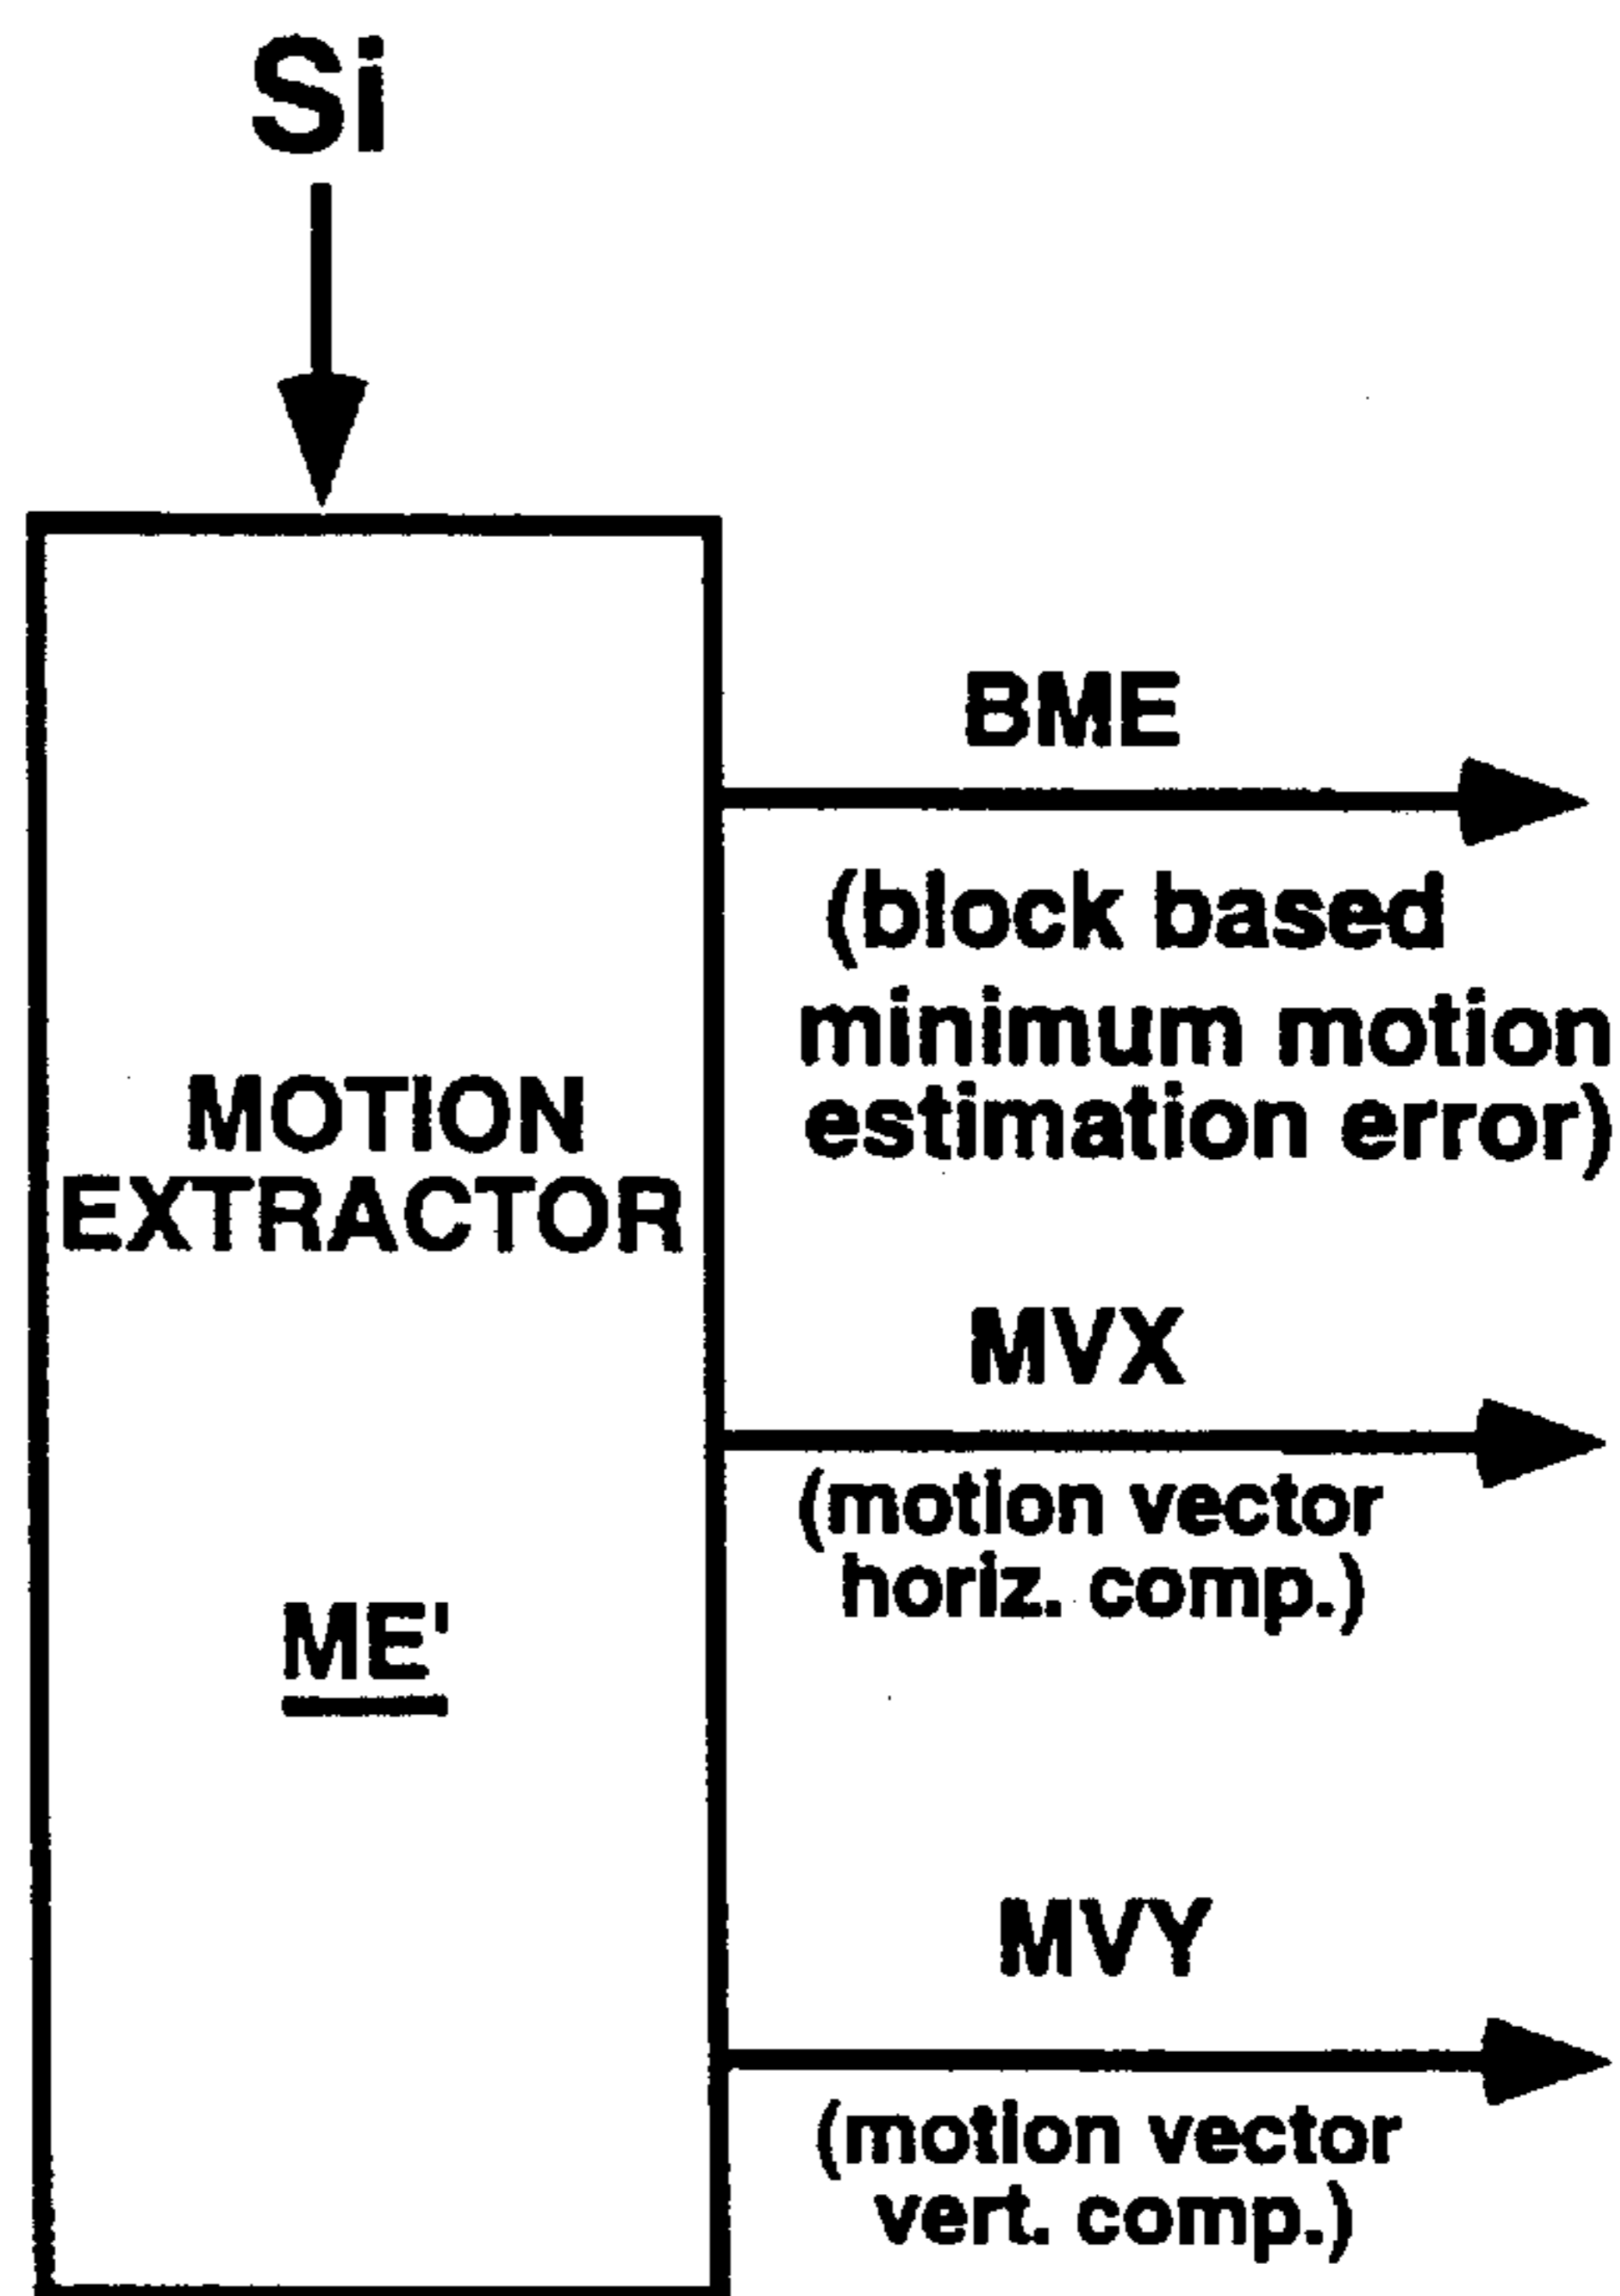 Si
BME
(block based
minimum motion
estimation error)
MOTION
EXTRACTOR
MVX
(motion vector
horiz. comp.)
ME'
MVY
(motion vector
vert. comp.)